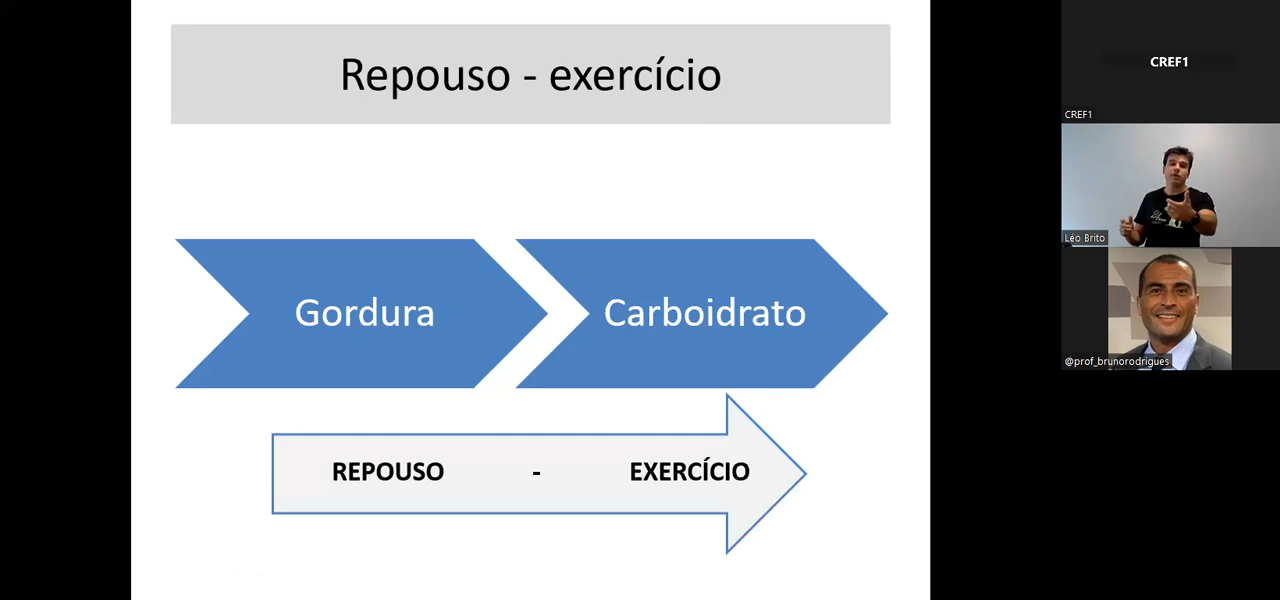 Repouso - exercício
Gordura
Carboidrato
REPOUSO - EXERCÍCIO
CREF1
CREF1
Léo Brito
@prof_brunorodrigues